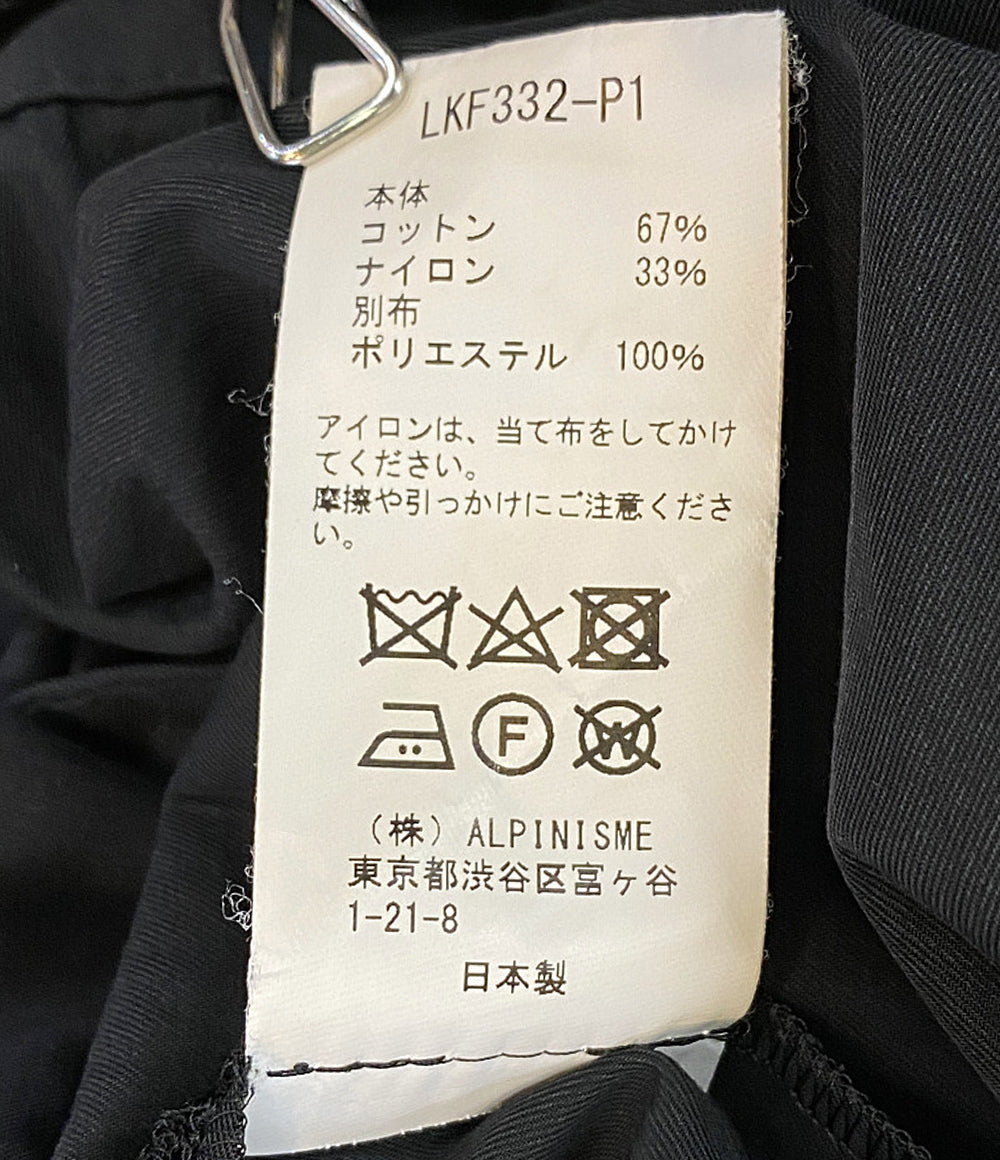 LKF332-P1
本体
コットン 67%
ナイロン 33%
別布
ポリエステル 100%
アイロンは、当て布をしてかけ
てください。
摩擦や引っかけにご注意くださ
い。
F W
（株）ALPINISME
東京都渋谷区富ヶ谷
1-21-8
日本製